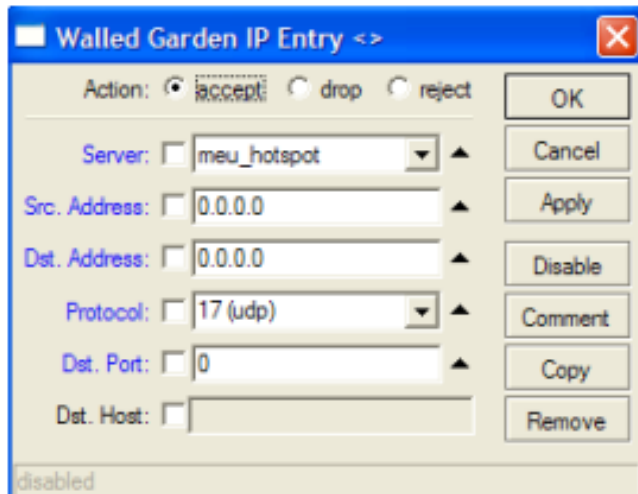 Walled Garden IP Entry <>
Action: accept drop reject
OK
Server: meu_hotspot
Cancel
Src. Address: 0.0.0.0
Apply
Dst. Address: 0.0.0.0
Disable
Protocol: 17 (udp)
Comment
Dst. Port: 0
Copy
Dst. Host:
Remove
disabled